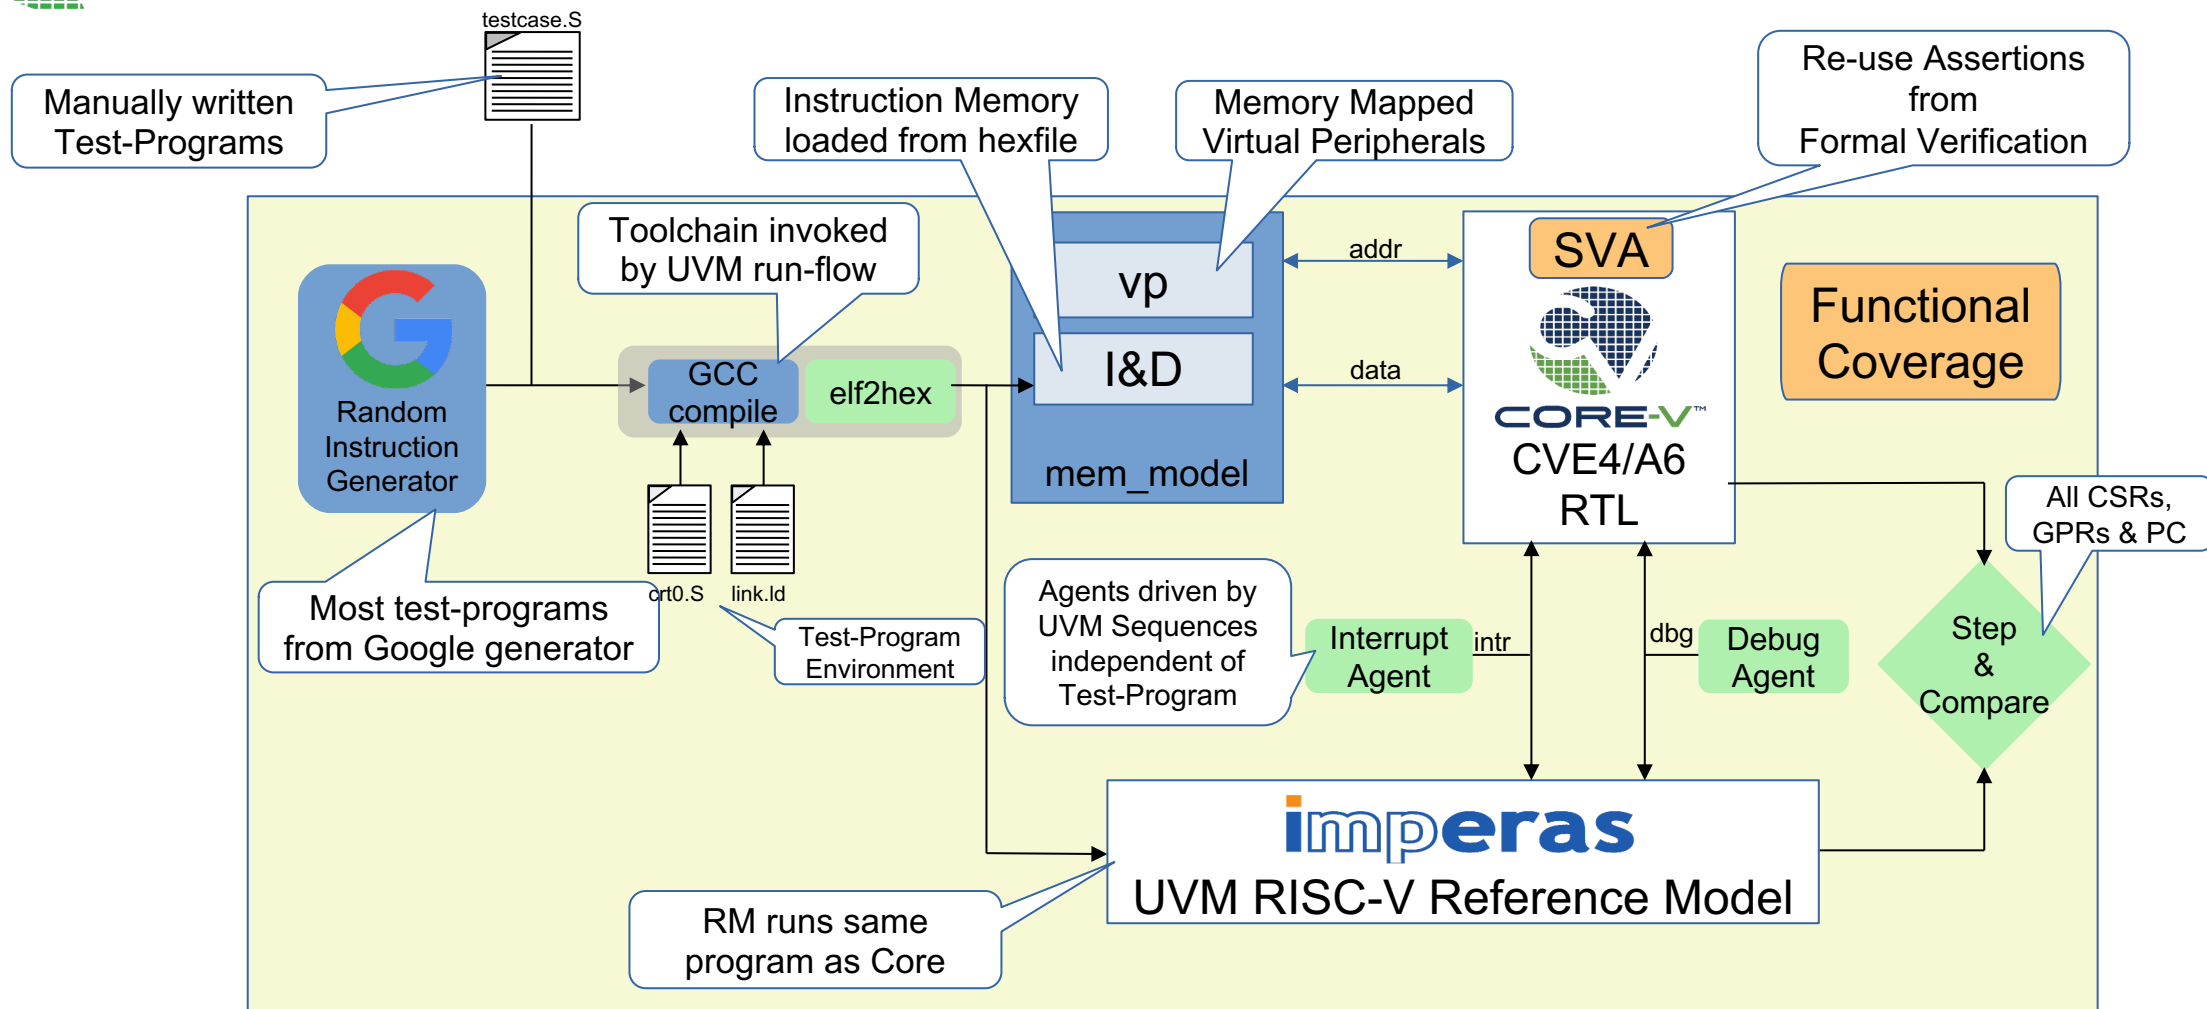 testcase.S
Manually written
Test-Programs
Instruction Memory
loaded from hexfile
Memory Mapped
Virtual Peripherals
Re-use Assertions
from
Formal Verification
Toolchain invoked
by UVM run-flow
vp
I&D
mem_model
addr
data
SVA
CORE-V™
CVE4/A6
RTL
Functional
Coverage
Random
Instruction
Generator
GCC
compile
elf2hex
crt0.S
link.ld
Most test-programs
from Google generator
Test-Program
Environment
Agents driven by
UVM Sequences
independent of
Test-Program
Interrupt
Agent
intr
dbg
Debug
Agent
All CSRs,
GPRs & PC
Step
&
Compare
imperas
UVM RISC-V Reference Model
RM runs same
program as Core